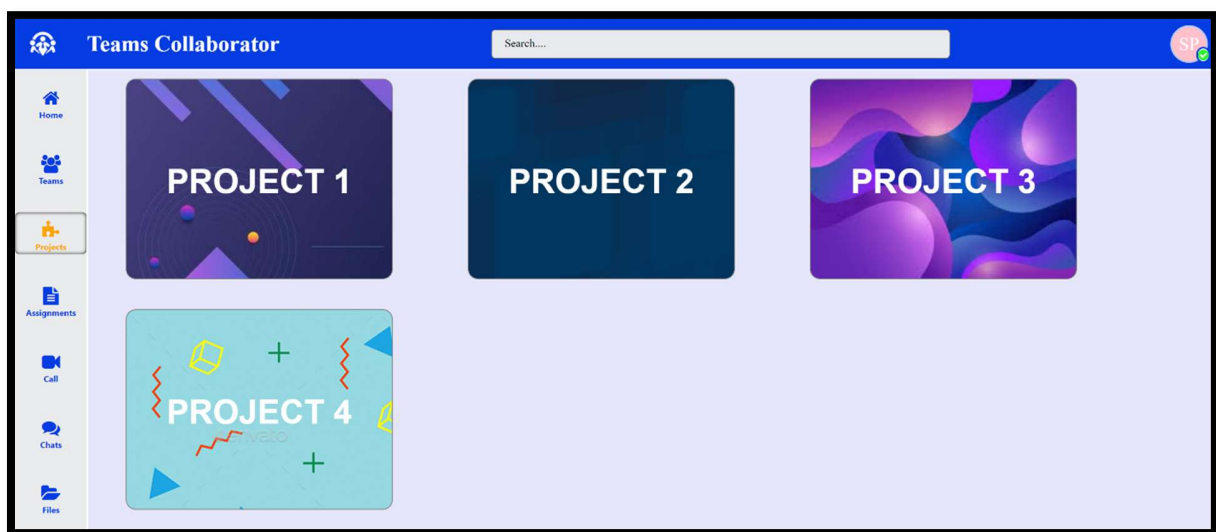 Teams Collaborator
Search....
SP
Home
Teams
Projects
Assignments
Call
Chats
Files
PROJECT 1
PROJECT 2
PROJECT 3
PROJECT 4
envato